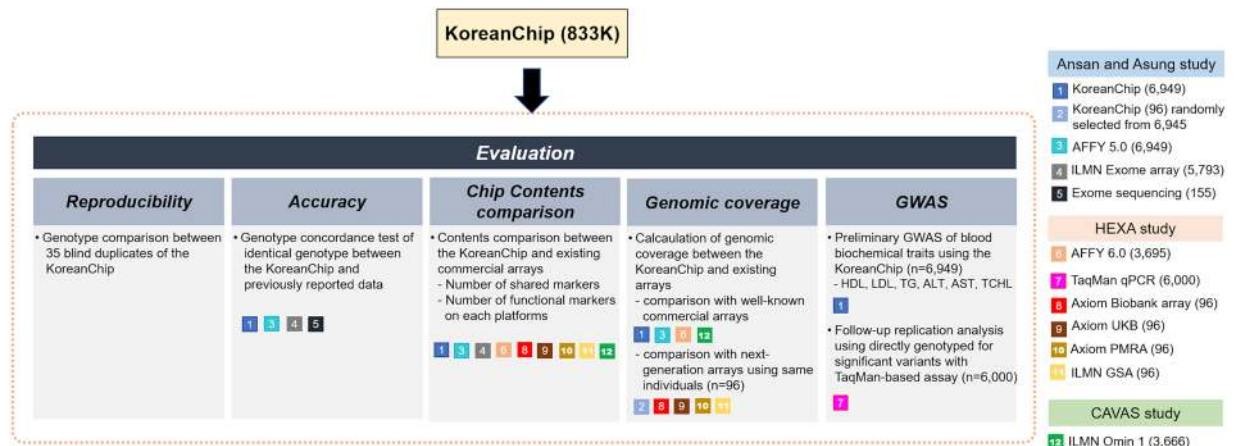 KoreanChip (833K)
Evaluation
Reproducibility
• Genotype comparison between
35 blind duplicates of the
KoreanChip
Accuracy
• Genotype concordance test of
identical genotype between
the KoreanChip and
previously reported data
1 3 4 5
Chip Contents
comparison
• Contents comparison between
the KoreanChip and existing
commercial arrays
- Number of shared markers
- Number of functional markers
on each platforms
1 3 4 6 8 9 10 11 12
Genomic coverage
• Calcaulation of genomic
coverage between the
KoreanChip and existing
arrays
- comparison with well-known
commercial arrays
1 3 6 12
- comparison with next-
generation arrays using same
individuals (n=96)
2 8 9 10 11
GWAS
• Preliminary GWAS of blood
biochemical traits using the
KoreanChip (n=6,949)
- HDL, LDL, TG, ALT, AST, TCHL
1
• Follow-up replication analysis
using directly genotyped for
significant variants with
TaqMan-based assay (n=6,000)
7
Ansan and Asung study
1 KoreanChip (6,949)
2 KoreanChip (96) randomly
selected from 6,945
3 AFFY 5.0 (6,949)
4 ILMN Exome array (5,793)
5 Exome sequencing (155)
HEXA study
6 AFFY 6.0 (3,695)
7 TaqMan qPCR (6,000)
8 Axiom Biobank array (96)
9 Axiom UKB (96)
10 Axiom PMRA (96)
11 ILMN GSA (96)
CAVAS study
12 ILMN Omin 1 (3,666)